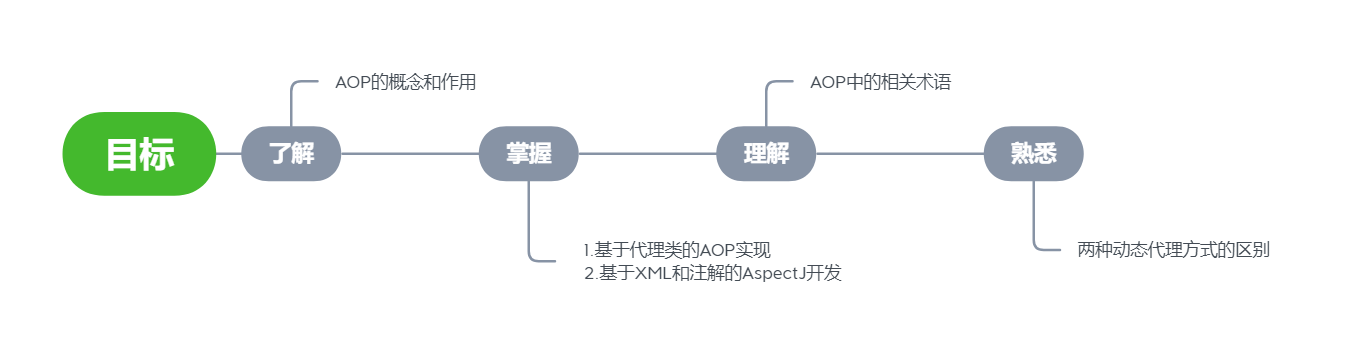 目标
了解
AOP的概念和作用
掌握
1.基于代理类的AOP实现
2.基于XML和注解的AspectJ开发
理解
AOP中的相关术语
熟悉
两种动态代理方式的区别